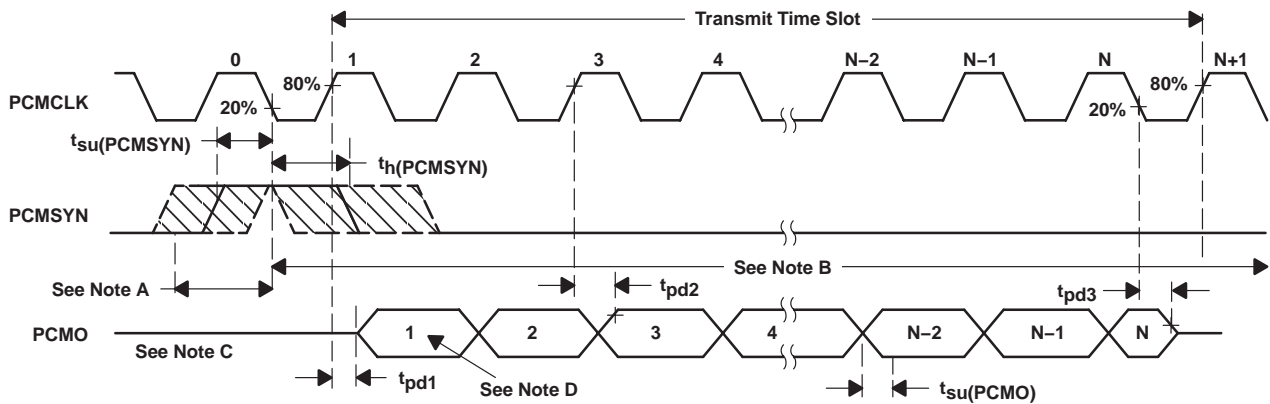 Transmit Time Slot
0 1 2 3 4 N–2 N–1 N N+1
PCMCLK
80%
20%
80%
20%
tsu(PCMSYN)
th(PCMSYN)
PCMSYN
See Note A
See Note B
tpd2
tpd3
PCMO
1 2 3 4 N–2 N–1 N
See Note C
tpd1
See Note D
tsu(PCMO)